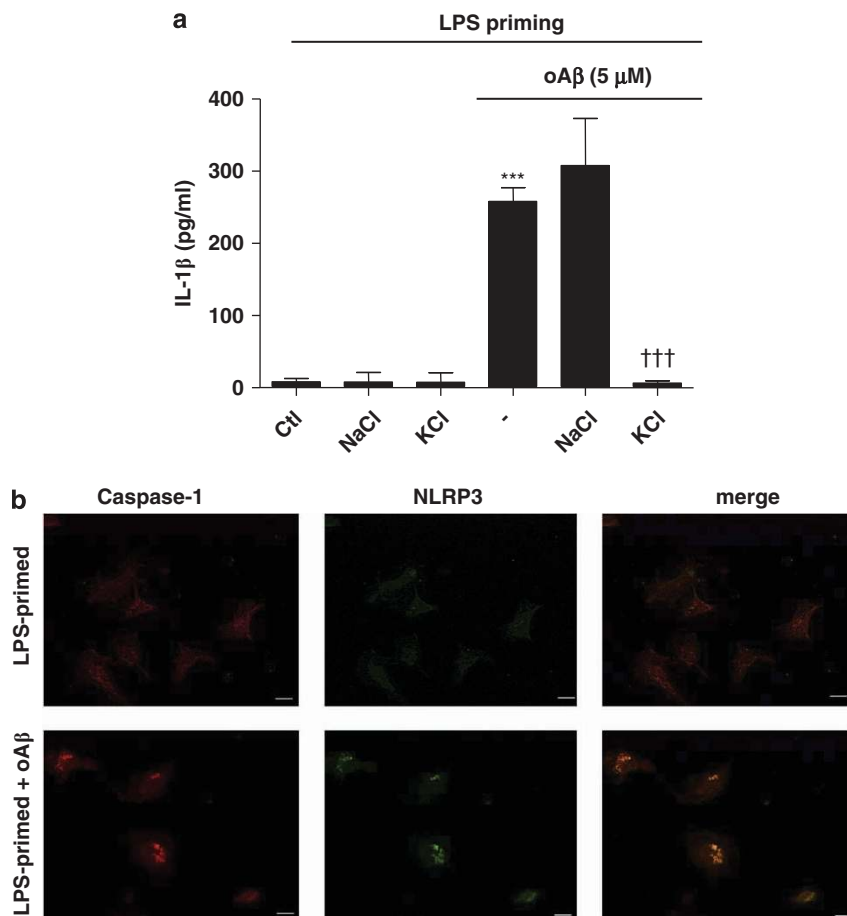 a
LPS priming
oAβ (5 µM)
IL-1β (pg/ml)
400
300
200
100
0
***
†††
Ctl
NaCl
KCl
-
NaCl
KCl
b
Caspase-1
NLRP3
merge
LPS-primed
LPS-primed + oAβ